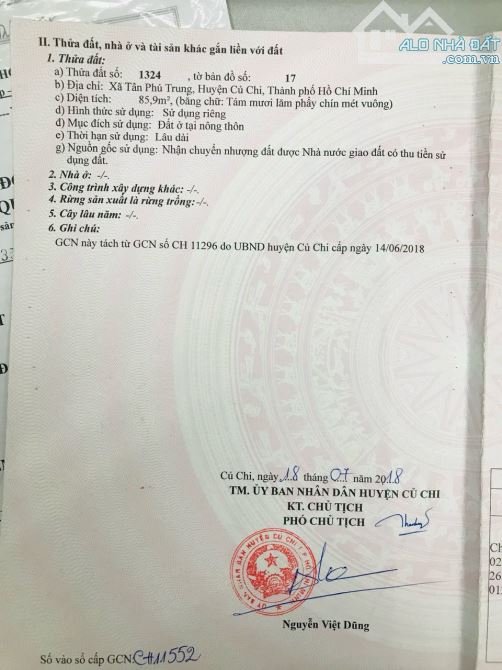 ALO NHÀ ĐẤT
II. Thửa đất, nhà ở và tài sản khác gắn liền với đất
1. Thửa đất:
a) Thửa đất số: 1324 , tờ bản đồ số: 17
b) Địa chỉ: Xã Tân Phú Trung, Huyện Củ Chi, Thành phố Hồ Chí Minh
c) Diện tích: 85,9m², (bằng chữ: Tám mươi lăm phẩy chín mét vuông)
d) Hình thức sử dụng: Sử dụng riêng
đ) Mục đích sử dụng: Đất ở tại nông thôn
e) Thời hạn sử dụng: Lâu dài
g) Nguồn gốc sử dụng: Nhận chuyển nhượng đất được Nhà nước giao đất có thu tiền sử
dụng đất.
2. Nhà ở: -/-.
3. Công trình xây dựng khác: -/-.
4. Rừng sản xuất là rừng trồng:-/-.
5. Cây lâu năm: -/-.
6. Ghi chú:
GCN này tách từ GCN số CH 11296 do UBND huyện Củ Chi cấp ngày 14/06/2018
Củ Chi, ngày 18 tháng 07 năm 2018
TM. ỦY BAN NHÂN DÂN HUYỆN CỦ CHI
KT. CHỦ TỊCH
PHÓ CHỦ TỊCH
Nguyễn Việt Dũng
Số vào sổ cấp GCN: CH11552